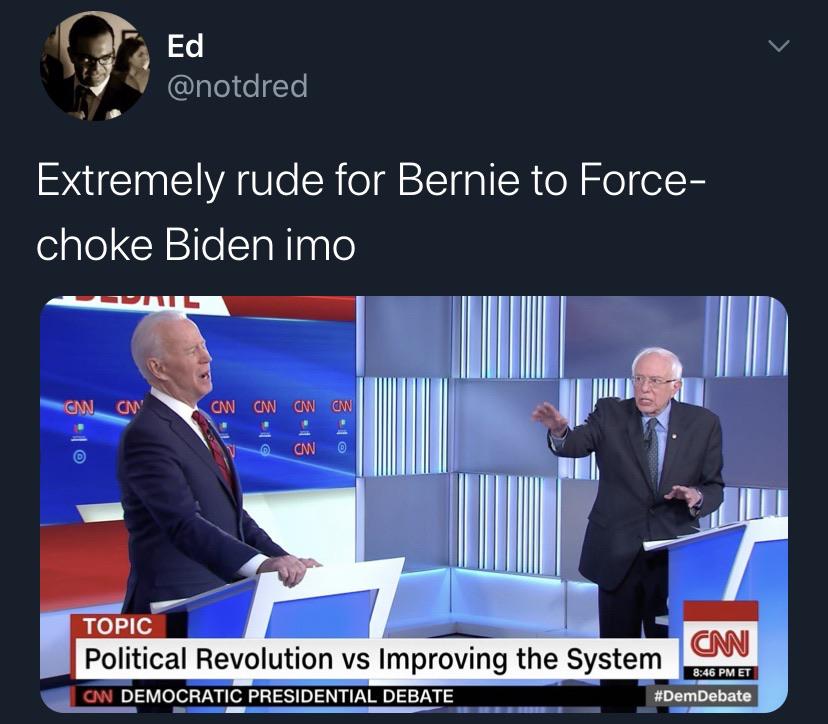 Ed
@notdred
Extremely rude for Bernie to Force-
choke Biden imo
DEBATE
CNN CNN CNN CNN CNN CNN
CNN
TOPIC
Political Revolution vs Improving the System
CNN
8:46 PM ET
CNN DEMOCRATIC PRESIDENTIAL DEBATE
#DemDebate